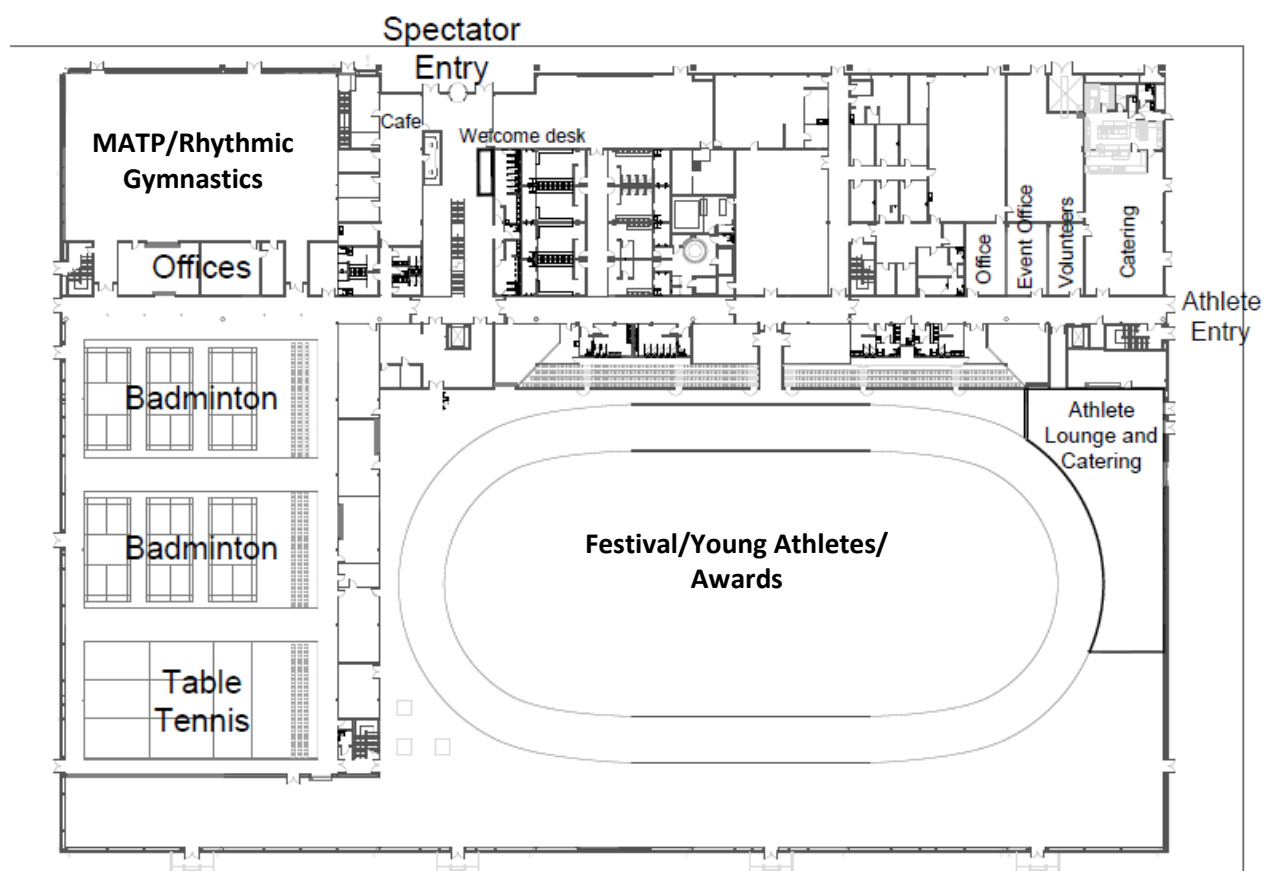 Spectator
Entry
MATP/Rhythmic
Gymnastics
Cafe
Welcome desk
Offices
Office
Event Office
Volunteers
Catering
Athlete
Entry
Badminton
Athlete
Lounge and
Catering
Badminton
Festival/Young Athletes/
Awards
Table
Tennis